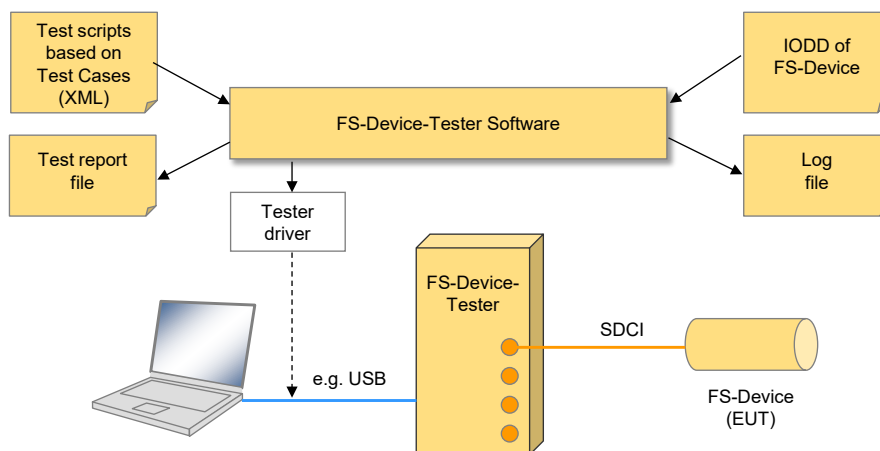 Test scripts
based on
Test Cases
(XML)
IODD of
FS-Device
FS-Device-Tester Software
Test report
file
Log
file
Tester
driver
FS-Device-
Tester
SDCI
e.g. USB
FS-Device
(EUT)